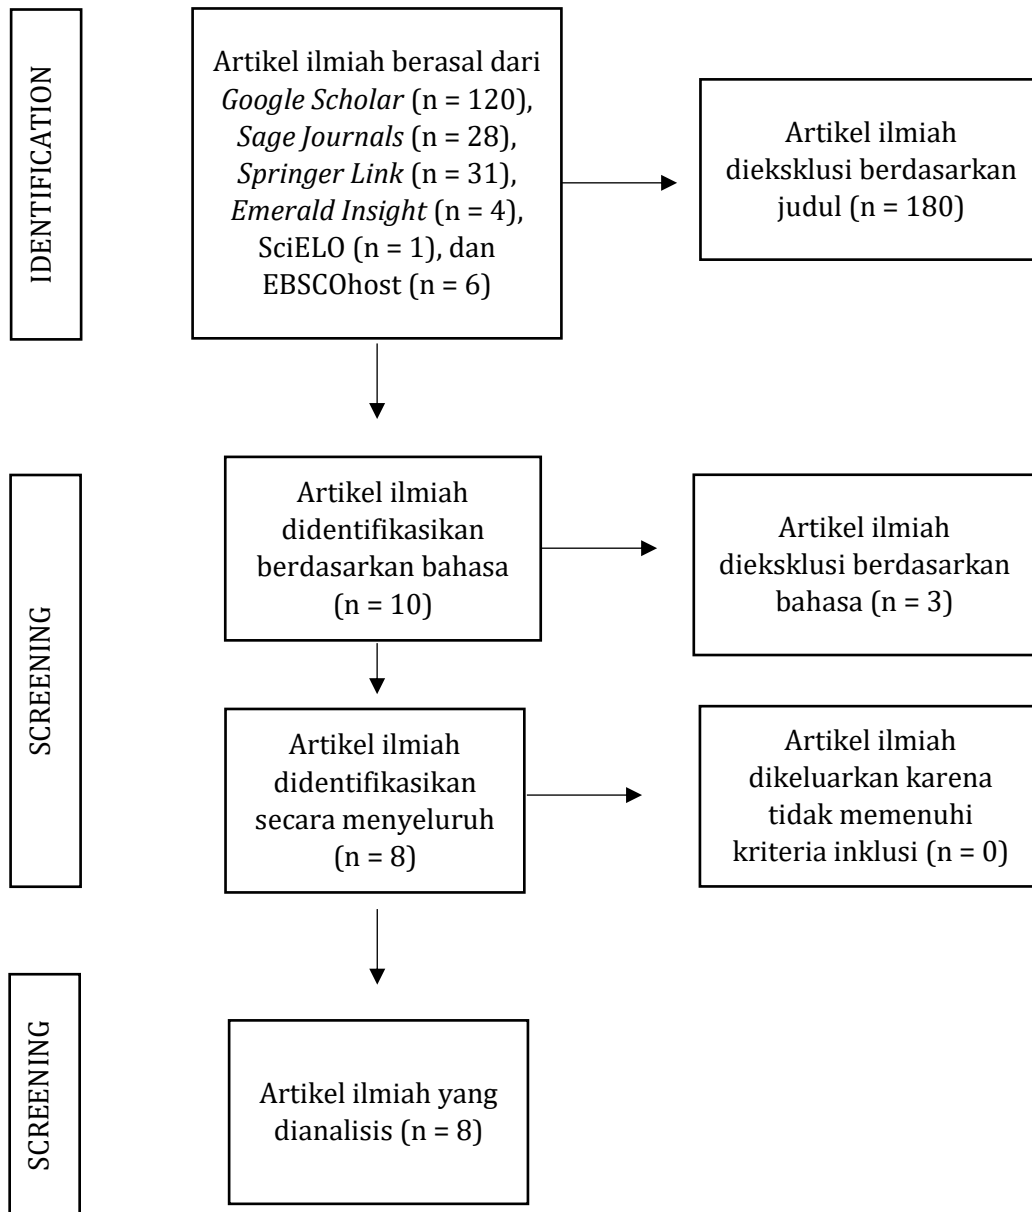 IDENTIFICATION
Artikel ilmiah berasal dari
Google Scholar (n = 120),
Sage Journals (n = 28),
Springer Link (n = 31),
Emerald Insight (n = 4),
SciELO (n = 1), dan
EBSCOhost (n = 6)
Artikel ilmiah
dieksklusi berdasarkan
judul (n = 180)
SCREENING
Artikel ilmiah
didentifikasikan
berdasarkan bahasa
(n = 10)
Artikel ilmiah
dieksklusi berdasarkan
bahasa (n = 3)
Artikel ilmiah
didentifikasikan
secara menyeluruh
(n = 8)
Artikel ilmiah
dikeluarkan karena
tidak memenuhi
kriteria inklusi (n = 0)
SCREENING
Artikel ilmiah yang
dianalisis (n = 8)